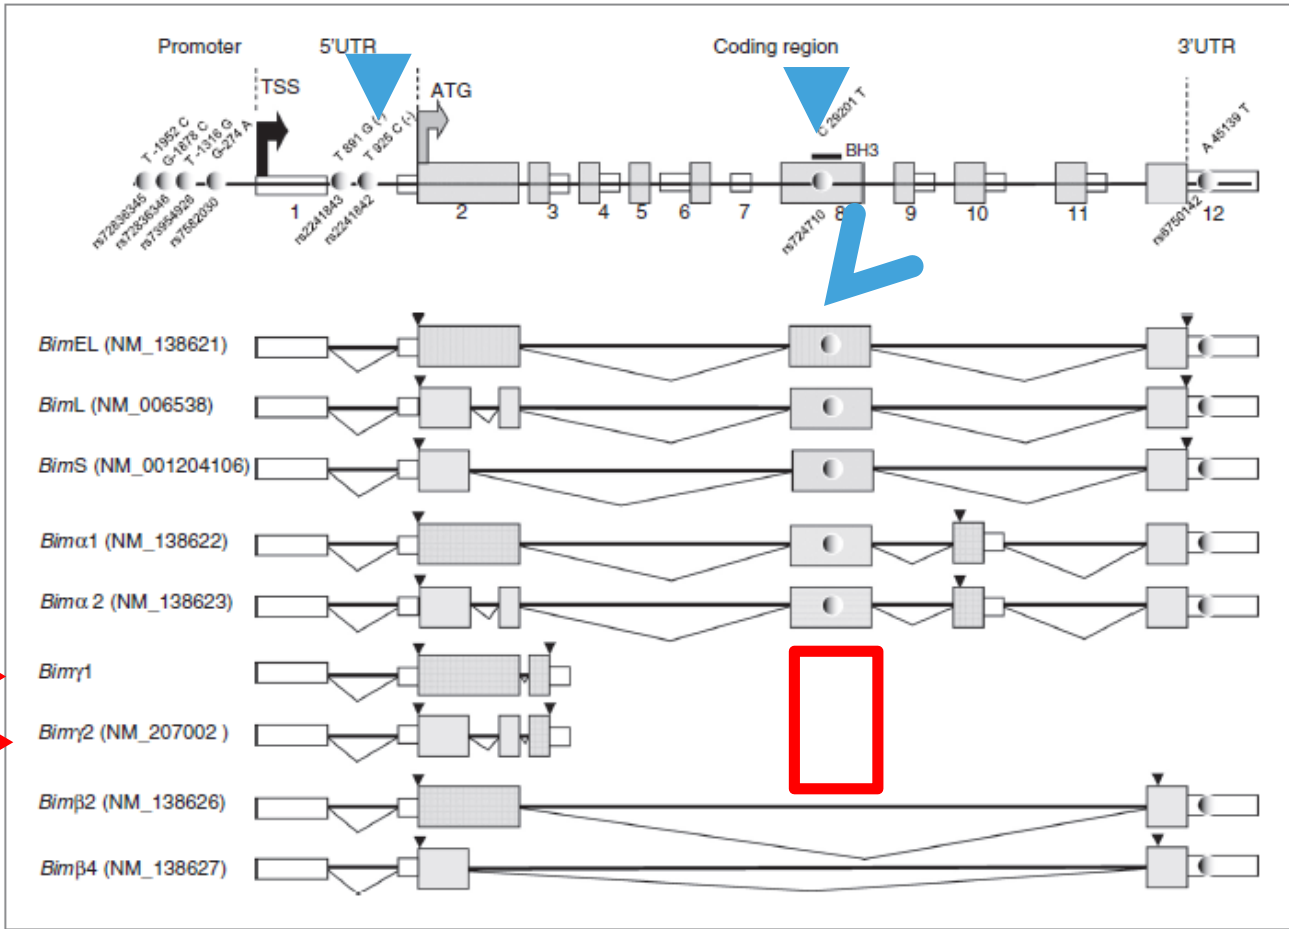 Promoter 5'UTR Coding region 3'UTR
TSS
ATG
T -1952 C
G-1878 C
T -1316 G
G-274 A
T 891 G (-)
T 925 C (-)
C 29201 T
A 45139 T
BH3
1 2 3 4 5 6 7 8 9 10 11 12
rs72836345
rs72836346
rs73954926
rs7582030
rs2241843
rs2241842
rs724710
rs6750142
BimEL (NM_138621)
BimL (NM_006538)
BimS (NM_001204106)
Bimα1 (NM_138622)
Bimα 2 (NM_138623)
Bimγ1
Bimγ2 (NM_207002 )
Bimβ2 (NM_138626)
Bimβ4 (NM_138627)